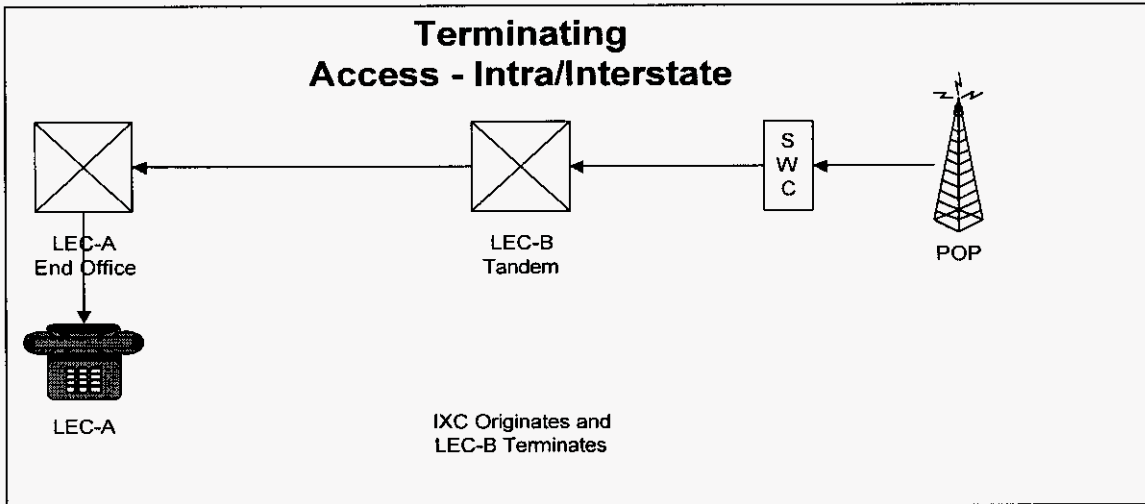 Terminating
Access - Intra/Interstate
S
W
C
LEC-A
End Office
LEC-B
Tandem
POP
LEC-A
IXC Originates and
LEC-B Terminates